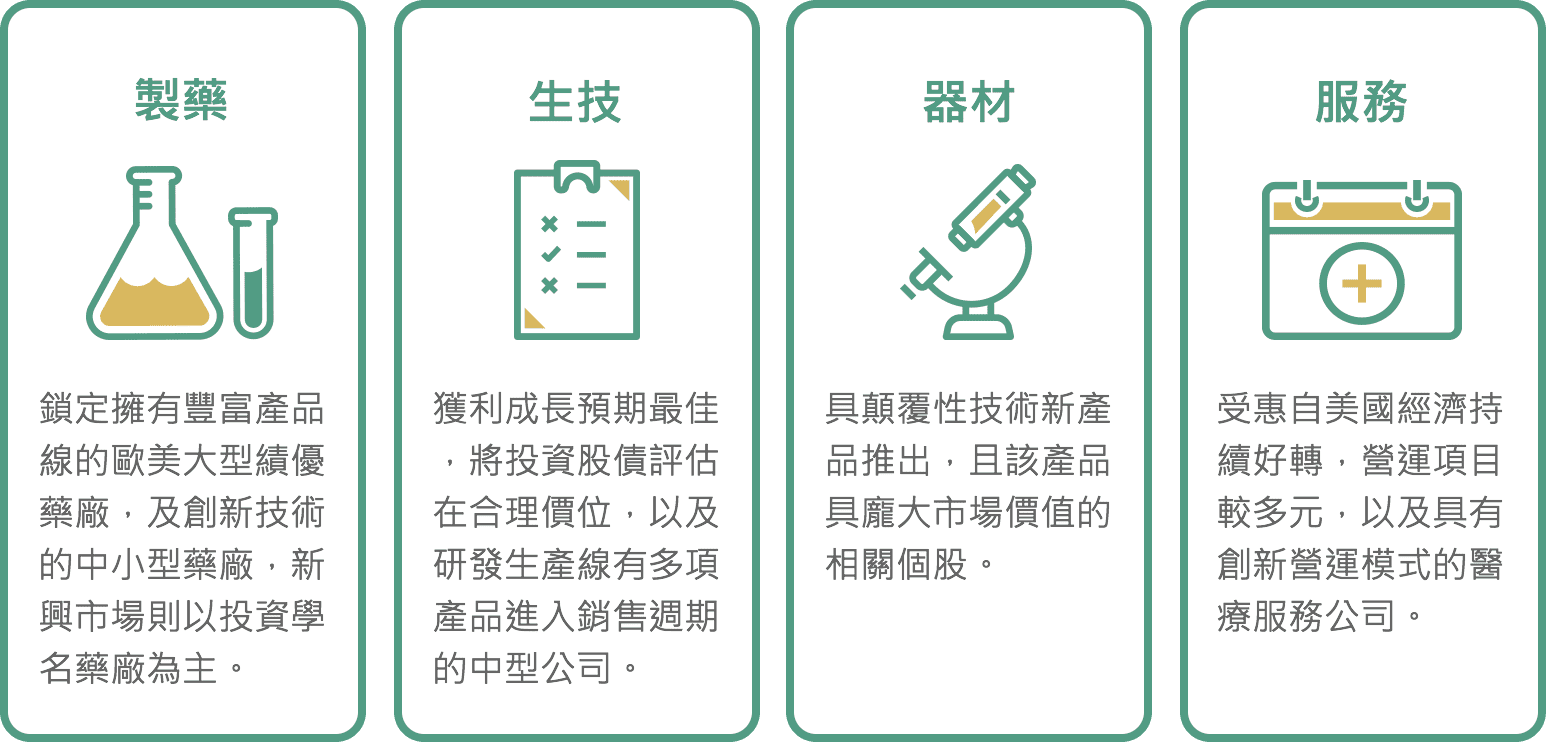 製藥
鎖定擁有豐富產品
線的歐美大型績優
藥廠，及創新技術
的中小型藥廠，新
興市場則以投資學
名藥廠為主。
生技
獲利成長預期最佳
，將投資股債評估
在合理價位，以及
研發生產線有多項
產品進入銷售週期
的中型公司。
器材
具顛覆性技術新產
品推出，且該產品
具龐大市場價值的
相關個股。
服務
受惠自美國經濟持
續好轉，營運項目
較多元，以及具有
創新營運模式的醫
療服務公司。